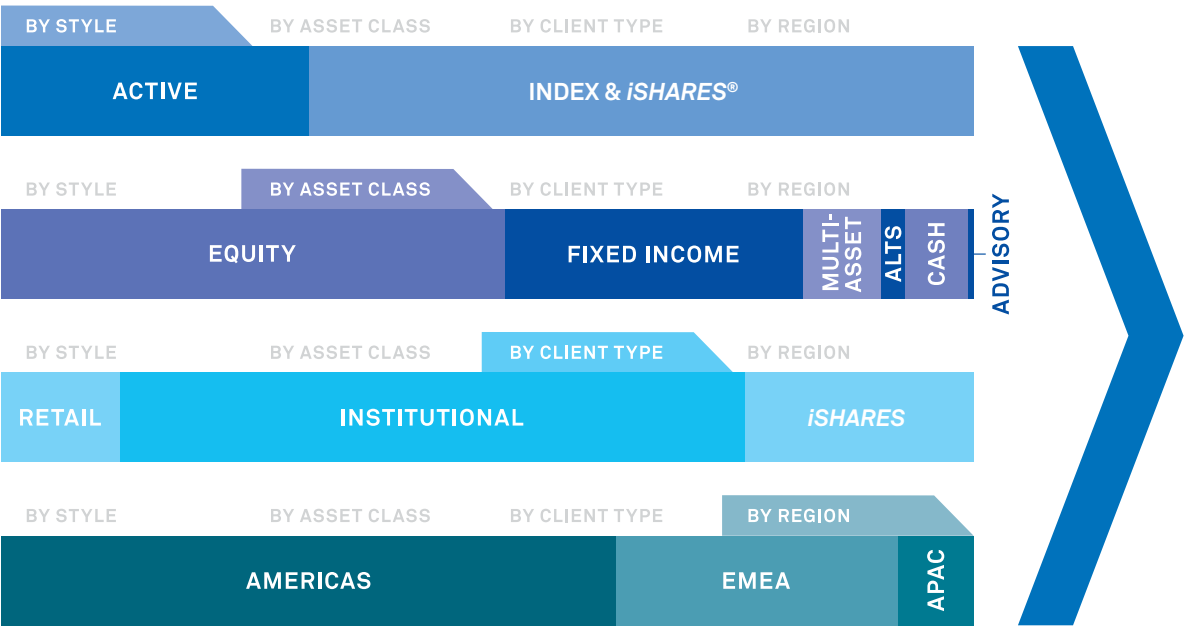 BY STYLE BY ASSET CLASS BY CLIENT TYPE BY REGION
ACTIVE INDEX & iSHARES®
BY STYLE BY ASSET CLASS BY CLIENT TYPE BY REGION
EQUITY FIXED INCOME MULTI-
ASSET ALTS CASH ADVISORY
BY STYLE BY ASSET CLASS BY CLIENT TYPE BY REGION
RETAIL INSTITUTIONAL iSHARES
BY STYLE BY ASSET CLASS BY CLIENT TYPE BY REGION
AMERICAS EMEA APAC